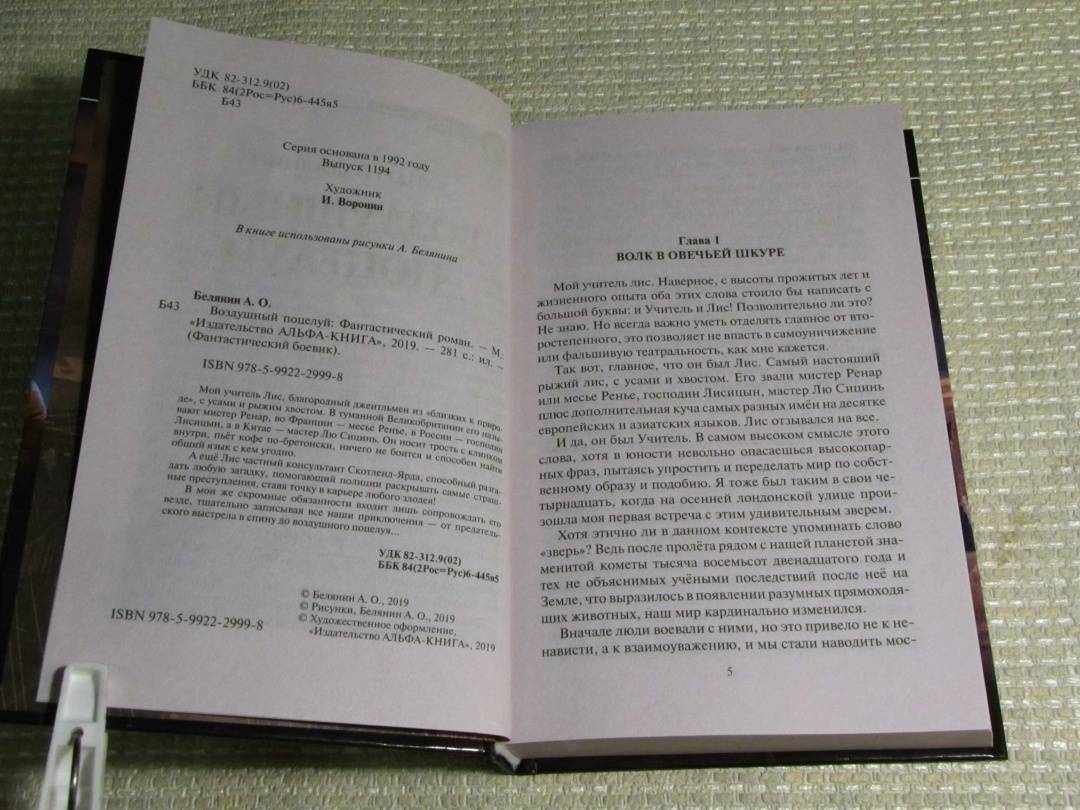 УДК 82-312.9(02)
ББК 84(2Рос=Рус)6-445я5
Б43
Серия основана в 1992 году
Выпуск 1194
Художник
И. Воронин
В книге использованы рисунки А. Белянина
Белянин А. О.
Б43 Воздушный поцелуй: Фантастический роман. — М.:
«Издательство АЛЬФА-КНИГА», 2019. — 281 с.: ил. —
(Фантастический боевик).
ISBN 978-5-9922-2999-8
Мой учитель Лис, благородный джентльмен из «близких к приро-
де», с усами и рыжим хвостом. В туманной Великобритании его назы-
вают мистер Ренар, во Франции — месье Ренье, в России — господин
Лисицын, а в Китае — мастер Лю Сицинь. Он носит трость с клинком
внутри, пьёт кофе по-бретонски, ничего не боится и способен найти
общий язык с кем угодно.
А ещё Лис частный консультант Скотленд-Ярда, способный разга-
дать любую загадку, помогающий полиции раскрывать самые страш-
ные преступления, ставя точку в карьере любого злодея!
В мои же скромные обязанности входит лишь сопровождать его
везде, тщательно записывая все наши приключения — от предатель-
ского выстрела в спину до воздушного поцелуя...
УДК 82-312.9(02)
ББК 84(2Рос=Рус)6-445я5
© Белянин А. О., 2019
© Рисунки, Белянин А. О., 2019
© Художественное оформление,
«Издательство АЛЬФА-КНИГА», 2019
ISBN 978-5-9922-2999-8
Глава 1
ВОЛК В ОВЕЧЬЕЙ ШКУРЕ
Мой учитель лис. Наверное, с высоты прожитых лет и
жизненного опыта оба этих слова стоило бы написать с
большой буквы: и Учитель и Лис! Позволительно ли это?
Не знаю. Но всегда важно уметь отделять главного от вто-
ростепенного, это позволяет не впасть в самоуничижение
или фальшивую театральность, как мне кажется.
Так вот, главное, что он был Лис. Самый настоящий
рыжий лис, с усами и хвостом. Его звали мистер Ренар
или месье Ренье, господин Лисицын, мастер Лю Сицинь
плюс дополнительная куча самых разных имён на десятке
европейских и азиатских языков. Лис отзывался на все.
И да, он был Учитель. В самом высоком смысле этого
слова, хотя в юности невольно опасаешься высокопар-
ных фраз, пытаясь упростить и переделать мир по собст-
венному образу и подобию. Я тоже был таким в свои че-
тырнадцать, когда на осенней лондонской улице прои-
зошла моя первая встреча с этим удивительным зверем.
Хотя этично ли в данном контексте упоминать слово
«зверь»? Ведь после пролёта рядом с нашей планетой зна-
менитой кометы тысяча восемьсот двенадцатого года и
тех не объяснимых учёными последствий после неё на
Земле, что выразилось в появлении разумных прямоходя-
щих животных, наш мир кардинально изменился.
Вначале люди воевали с ними, но это привело не к не-
нависти, а к взаимоуважению, и мы стали наводить мос-
5